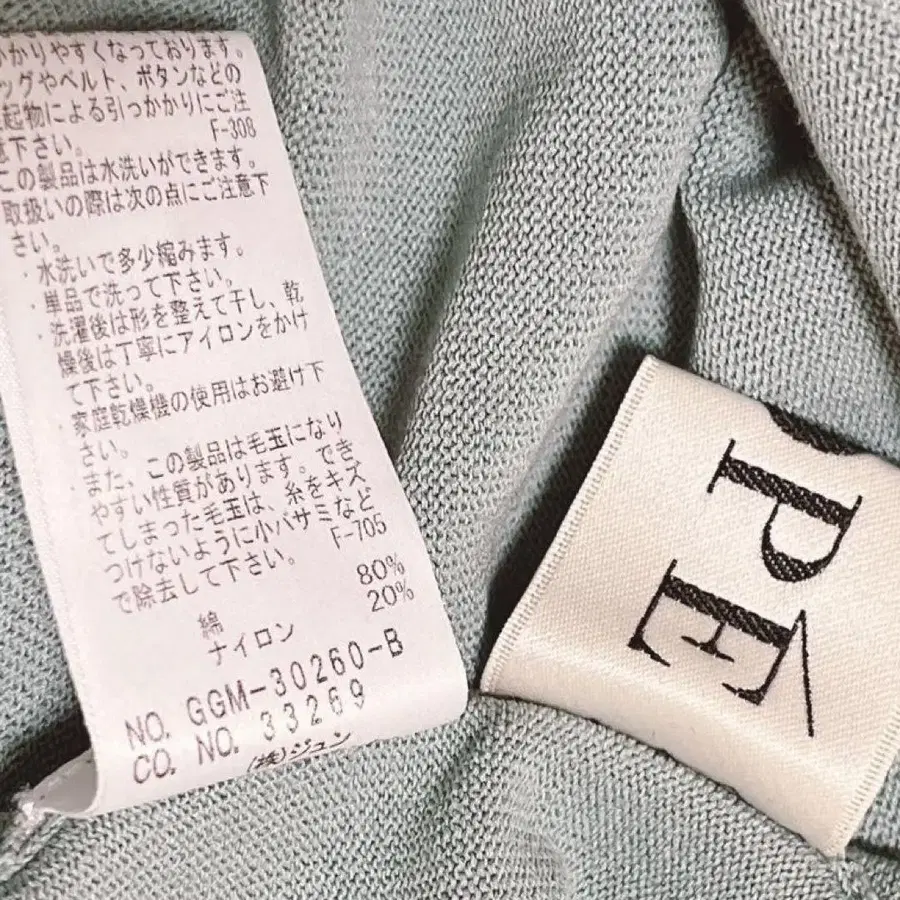 かかりやすくなっております。
ッグやベルト、ボタンなどの
起物による引っかかりにご注
意下さい。 F-308
この製品は水洗いができます。
取扱いの際は次の点にご注意下
さい。
・水洗いで多少縮みます。
・単品で洗って下さい。
・洗濯後は形を整えて干し、乾
燥後は丁寧にアイロンをかけ
て下さい。
・家庭乾燥機の使用はお避け下
さい。
・また、この製品は毛玉になり
やすい性質があります。でき
てしまった毛玉は、糸をキズ
つけないように小バサミなど
で除去して下さい。 F-705
綿 80%
ナイロン 20%
NO. GGM-30260-B
CO. NO. 33269
(株)ジュン
OPÉ